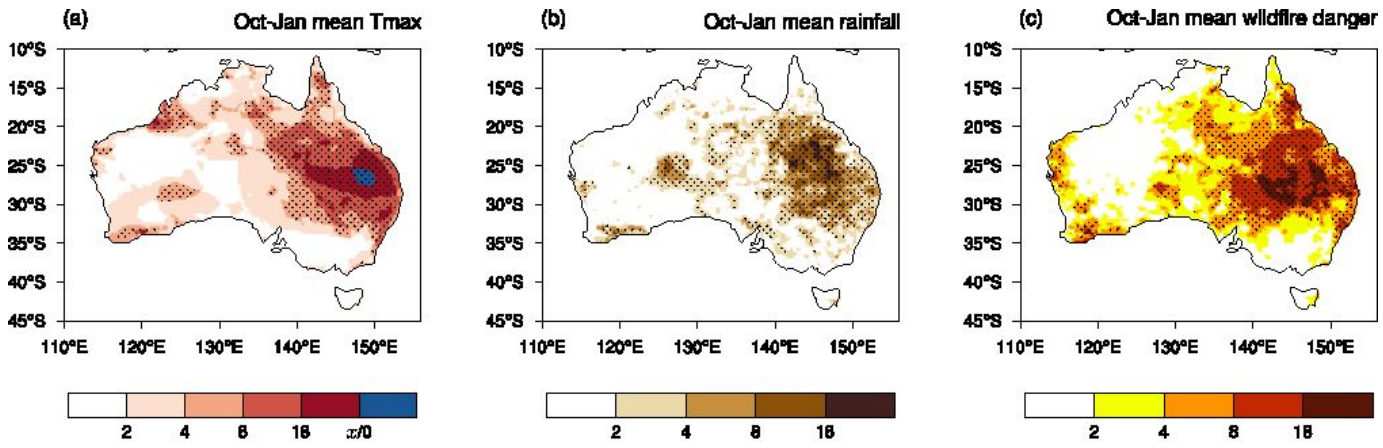 (a) Oct-Jan mean Tmax
10°S
15°S
20°S
25°S
30°S
35°S
40°S
45°S
110°E 120°E 130°E 140°E 150°E
2 4 8 16 x/0
(b) Oct-Jan mean rainfall
10°S
15°S
20°S
25°S
30°S
35°S
40°S
45°S
110°E 120°E 130°E 140°E 150°E
2 4 8 16
(c) Oct-Jan mean wildfire danger
10°S
15°S
20°S
25°S
30°S
35°S
40°S
45°S
110°E 120°E 130°E 140°E 150°E
2 4 8 16